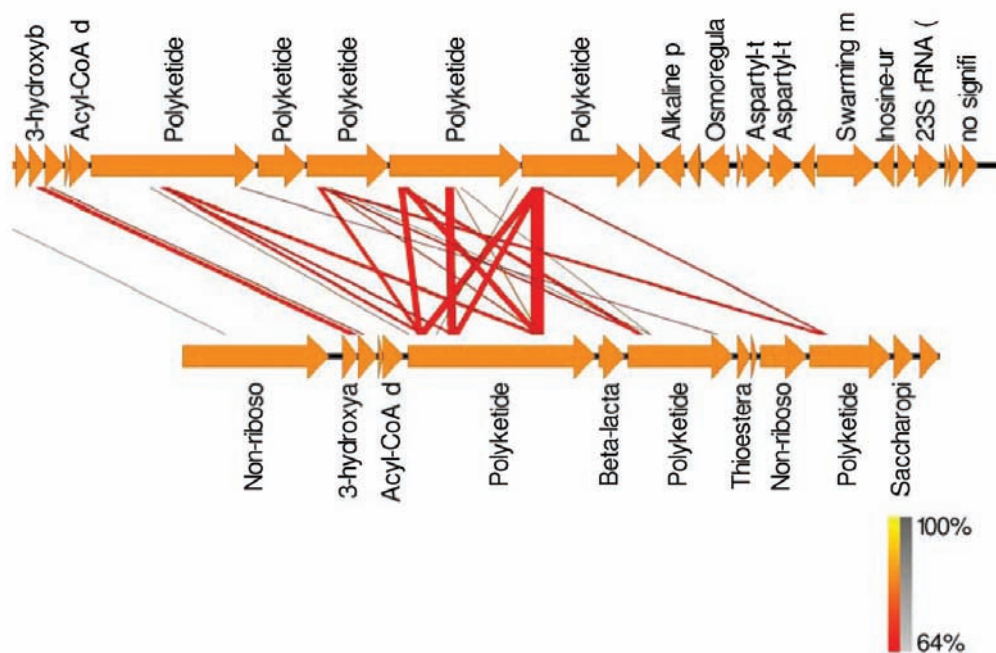 3-hydroxyb
Acyl-CoA d
Polyketide
Polyketide
Polyketide
Polyketide
Polyketide
Alkaline p
Osmoregula
Aspartyl-t
Aspartyl-t
Swarming m
Inosine-ur
23S rRNA (
no signifi
Non-riboso
3-hydroxya
Acyl-CoA d
Polyketide
Beta-lacta
Polyketide
Thioestera
Non-riboso
Polyketide
Saccharopi
100%
64%